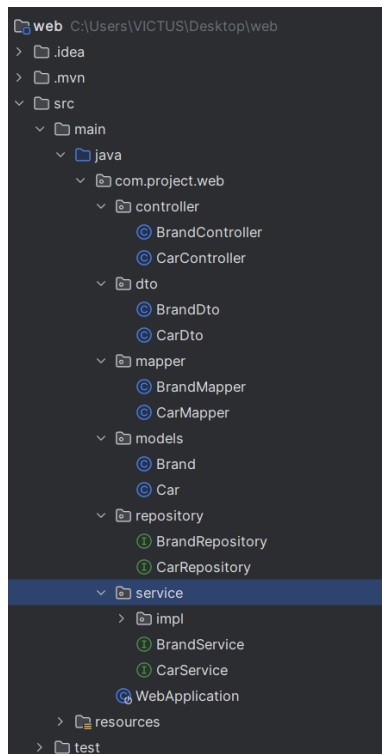 web C:\Users\VICTUS\Desktop\web
.idea
.mvn
src
main
java
com.project.web
controller
BrandController
CarController
dto
BrandDto
CarDto
mapper
BrandMapper
CarMapper
models
Brand
Car
repository
BrandRepository
CarRepository
service
impl
BrandService
CarService
WebApplication
resources
test